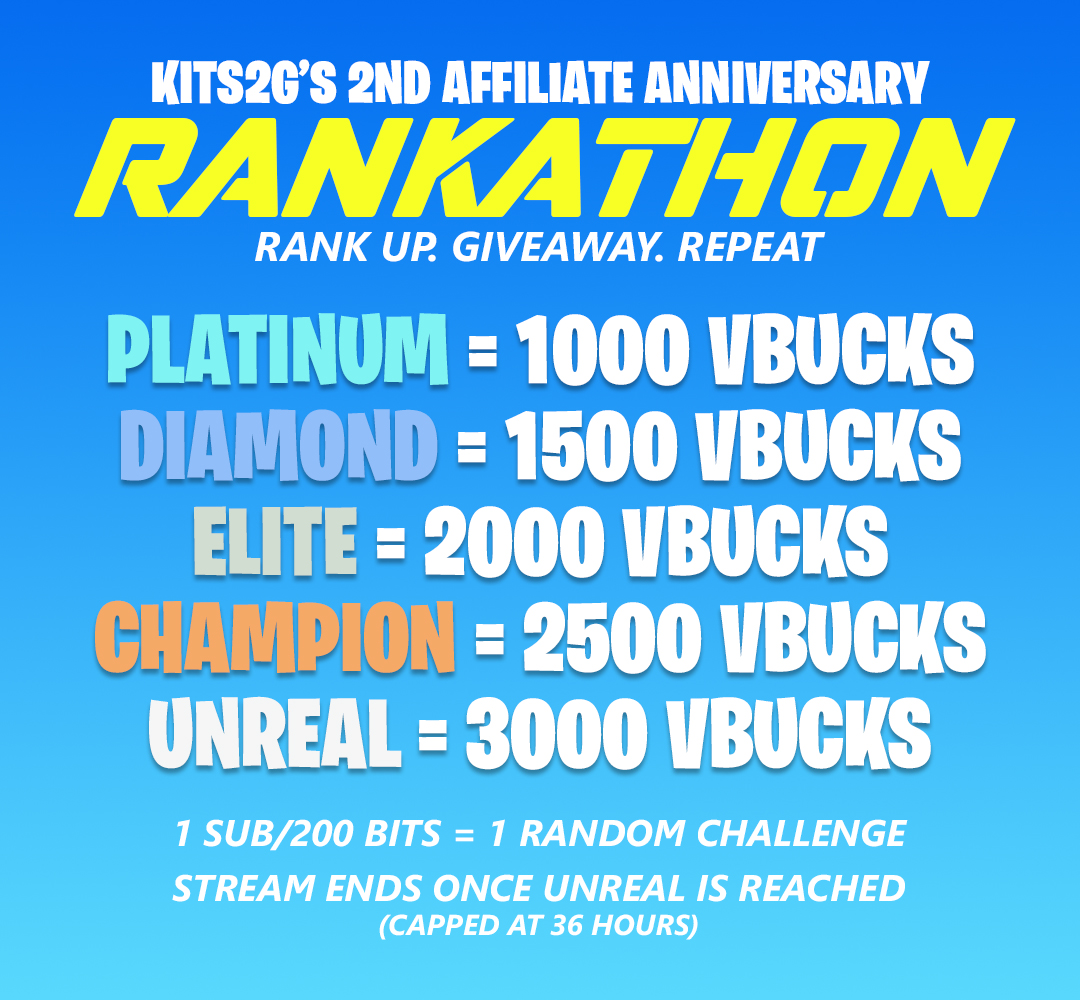 KITS2G'S 2ND AFFILIATE ANNIVERSARY
RANKATHON
RANK UP. GIVEAWAY. REPEAT
PLATINUM = 1000 VBUCKS
DIAMOND = 1500 VBUCKS
ELITE = 2000 VBUCKS
CHAMPION = 2500 VBUCKS
UNREAL = 3000 VBUCKS
1 SUB/200 BITS = 1 RANDOM CHALLENGE
STREAM ENDS ONCE UNREAL IS REACHED
(CAPPED AT 36 HOURS)